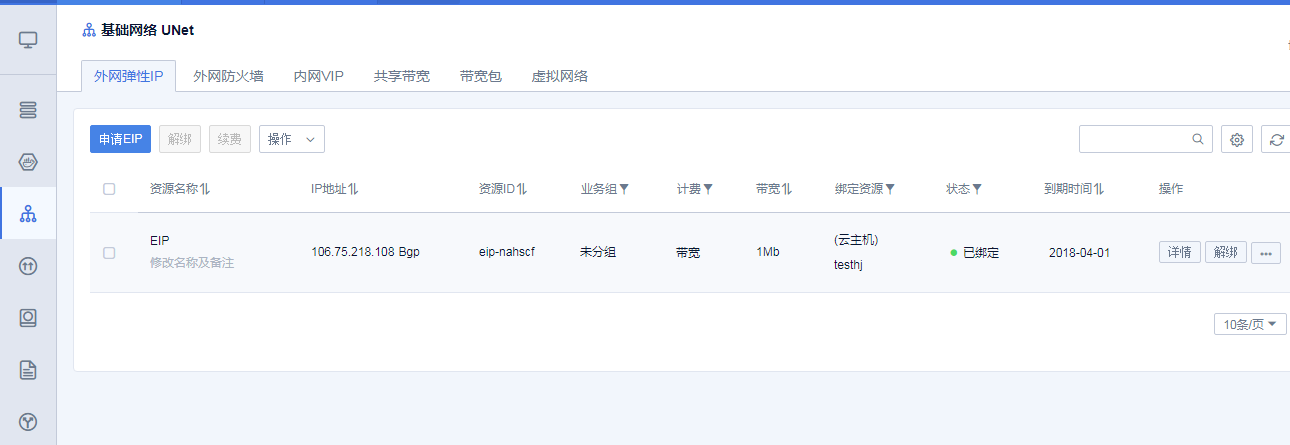 基础网络 UNet
外网弹性IP 外网防火墙 内网VIP 共享带宽 带宽包 虚拟网络
申请EIP 解绑 续费 操作
资源名称 IP地址 资源ID 业务组 计费 带宽 绑定资源 状态 到期时间 操作
EIP
修改名称及备注
106.75.218.108 Bgp eip-nahscf 未分组 带宽 1Mb
(云主机)
testhj
已绑定 2018-04-01 详情 解绑 •••
10条/页